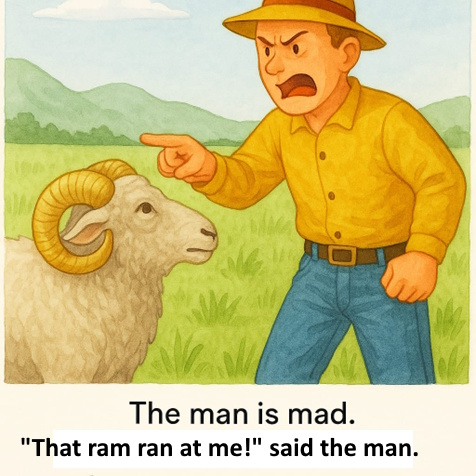 The man is mad.
"That ram ran at me!" said the man.